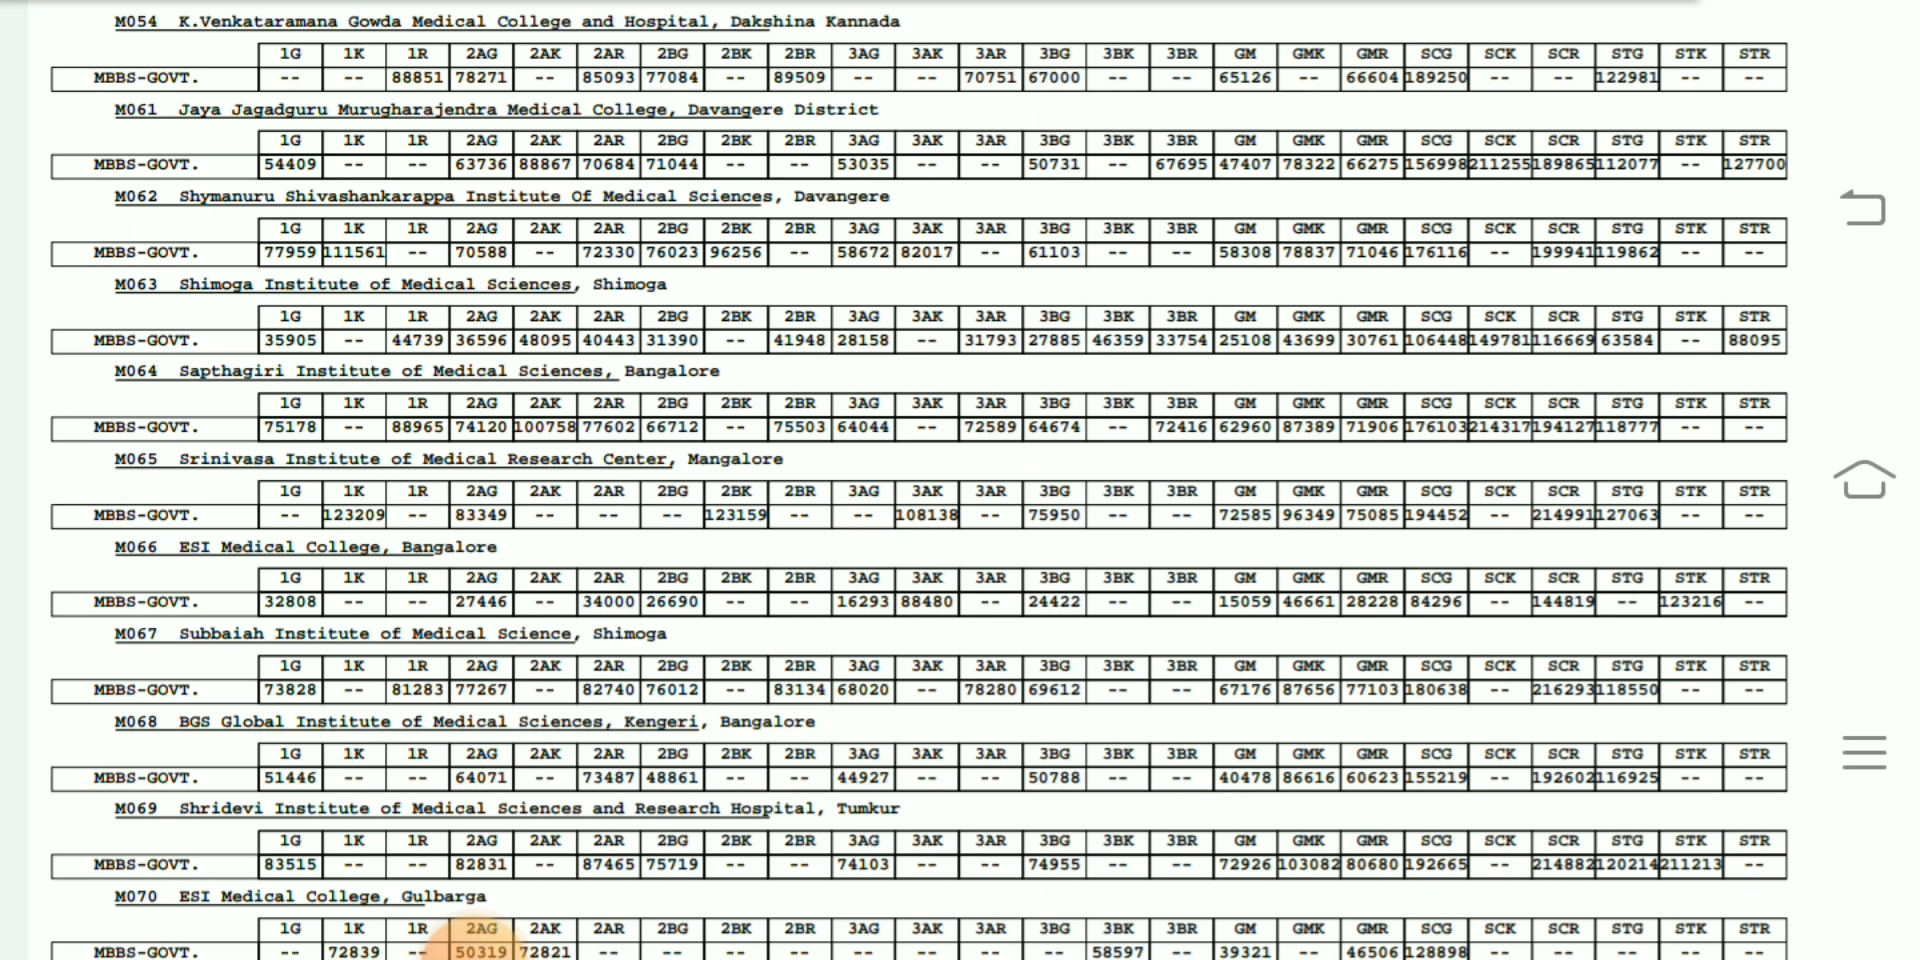 M054 K.Venkataramana Gowda Medical College and Hospital, Dakshina Kannada
1G 1K 1R 2AG 2AK 2AR 2BG 2BK 2BR 3AG 3AK 3AR 3BG 3BK 3BR GM GMK GMR SCG SCK SCR STG STK STR
MBBS-GOVT. -- -- 88851 78271 -- 85093 77084 -- 89509 -- -- 70751 67000 -- -- 65126 -- 66604 189250 -- -- 122981 -- --
M061 Jaya Jagadguru Murugharajendra Medical College, Davangere District
1G 1K 1R 2AG 2AK 2AR 2BG 2BK 2BR 3AG 3AK 3AR 3BG 3BK 3BR GM GMK GMR SCG SCK SCR STG STK STR
MBBS-GOVT. 54409 -- -- 63736 88867 70684 71044 -- -- 53035 -- -- 50731 -- 67695 47407 78322 66275 156998 211255 189865 112077 -- 127700
M062 Shymanuru Shivashankarappa Institute Of Medical Sciences, Davangere
1G 1K 1R 2AG 2AK 2AR 2BG 2BK 2BR 3AG 3AK 3AR 3BG 3BK 3BR GM GMK GMR SCG SCK SCR STG STK STR
MBBS-GOVT. 77959 111561 -- 70588 -- 72330 76023 96256 -- 58672 82017 -- 61103 -- -- 58308 78837 71046 176116 -- 199941 119862 -- --
M063 Shimoga Institute of Medical Sciences, Shimoga
1G 1K 1R 2AG 2AK 2AR 2BG 2BK 2BR 3AG 3AK 3AR 3BG 3BK 3BR GM GMK GMR SCG SCK SCR STG STK STR
MBBS-GOVT. 35905 -- 44739 36596 48095 40443 31390 -- 41948 28158 -- 31793 27885 46359 33754 25108 43699 30761 106448 149781 116669 63584 -- 88095
M064 Sapthagiri Institute of Medical Sciences, Bangalore
1G 1K 1R 2AG 2AK 2AR 2BG 2BK 2BR 3AG 3AK 3AR 3BG 3BK 3BR GM GMK GMR SCG SCK SCR STG STK STR
MBBS-GOVT. 75178 -- 88965 74120 100758 77602 66712 -- 75503 64044 -- 72589 64674 -- 72416 62960 87389 71906 176103 214317 194127 118777 -- --
M065 Srinivasa Institute of Medical Research Center, Mangalore
1G 1K 1R 2AG 2AK 2AR 2BG 2BK 2BR 3AG 3AK 3AR 3BG 3BK 3BR GM GMK GMR SCG SCK SCR STG STK STR
MBBS-GOVT. -- 123209 -- 83349 -- -- -- 123159 -- -- 108138 -- 75950 -- -- 72585 96349 75085 194452 -- 214991 127063 -- --
M066 ESI Medical College, Bangalore
1G 1K 1R 2AG 2AK 2AR 2BG 2BK 2BR 3AG 3AK 3AR 3BG 3BK 3BR GM GMK GMR SCG SCK SCR STG STK STR
MBBS-GOVT. 32808 -- -- 27446 -- 34000 26690 -- -- 16293 88480 -- 24422 -- -- 15059 46661 28228 84296 -- 144819 -- 123216 --
M067 Subbaiah Institute of Medical Science, Shimoga
1G 1K 1R 2AG 2AK 2AR 2BG 2BK 2BR 3AG 3AK 3AR 3BG 3BK 3BR GM GMK GMR SCG SCK SCR STG STK STR
MBBS-GOVT. 73828 -- 81283 77267 -- 82740 76012 -- 83134 68020 -- 78280 69612 -- -- 67176 87656 77103 180638 -- 216293 118550 -- --
M068 BGS Global Institute of Medical Sciences, Kengeri, Bangalore
1G 1K 1R 2AG 2AK 2AR 2BG 2BK 2BR 3AG 3AK 3AR 3BG 3BK 3BR GM GMK GMR SCG SCK SCR STG STK STR
MBBS-GOVT. 51446 -- -- 64071 -- 73487 48861 -- -- 44927 -- -- 50788 -- -- 40478 86616 60623 155219 -- 192602 116925 -- --
M069 Shridevi Institute of Medical Sciences and Research Hospital, Tumkur
1G 1K 1R 2AG 2AK 2AR 2BG 2BK 2BR 3AG 3AK 3AR 3BG 3BK 3BR GM GMK GMR SCG SCK SCR STG STK STR
MBBS-GOVT. 83515 -- -- 82831 -- 87465 75719 -- -- 74103 -- -- 74955 -- -- 72926 103082 80680 192665 -- 214882 120214 211213 --
M070 ESI Medical College, Gulbarga
1G 1K 1R 2AG 2AK 2AR 2BG 2BK 2BR 3AG 3AK 3AR 3BG 3BK 3BR GM GMK GMR SCG SCK SCR STG STK STR
MBBS-GOVT. -- 72839 -- 50319 72821 -- -- -- -- -- -- -- -- 58597 -- 39321 -- 46506 128898 -- -- -- -- --